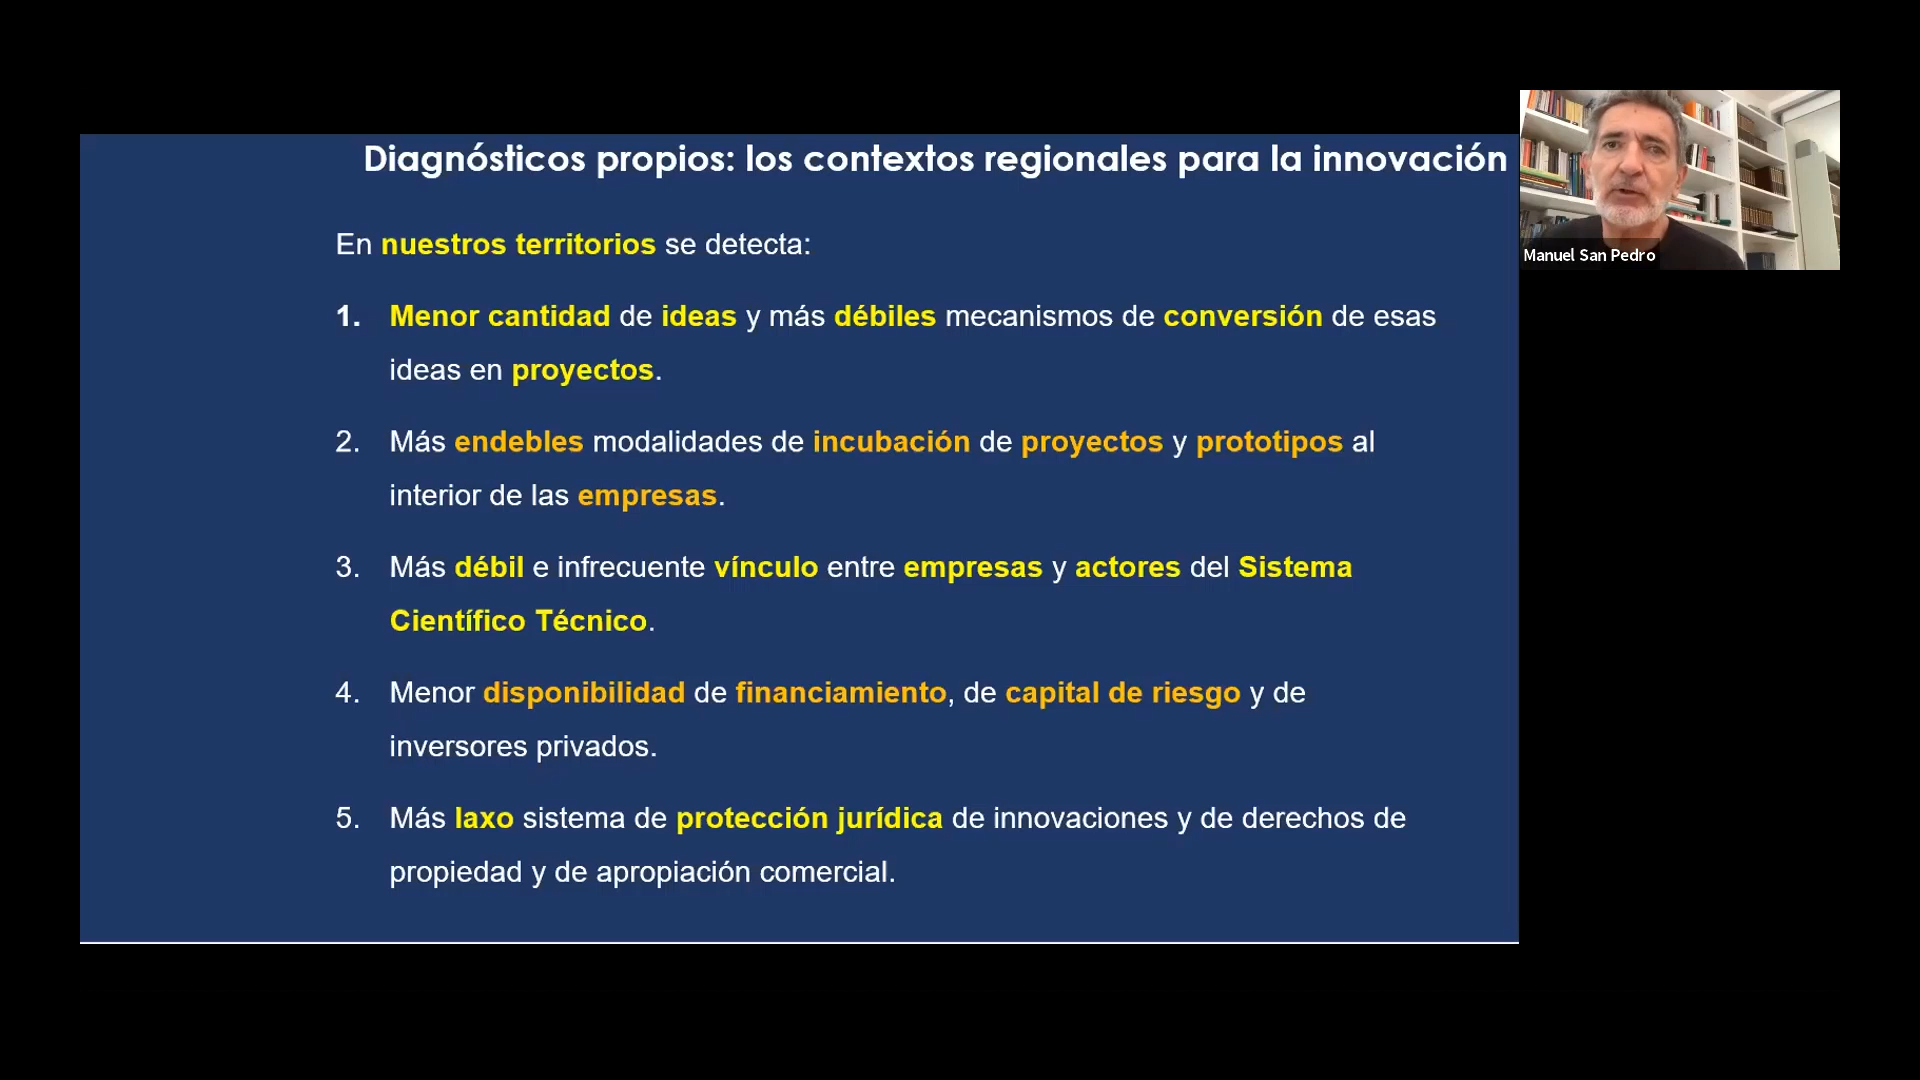 Diagnósticos propios: los contextos regionales para la innovación
En nuestros territorios se detecta:
1. Menor cantidad de ideas y más débiles mecanismos de conversión de esas
ideas en proyectos.
2. Más endebles modalidades de incubación de proyectos y prototipos al
interior de las empresas.
3. Más débil e infrecuente vínculo entre empresas y actores del Sistema
Científico Técnico.
4. Menor disponibilidad de financiamiento, de capital de riesgo y de
inversores privados.
5. Más laxo sistema de protección jurídica de innovaciones y de derechos de
propiedad y de apropiación comercial.
Manuel San Pedro